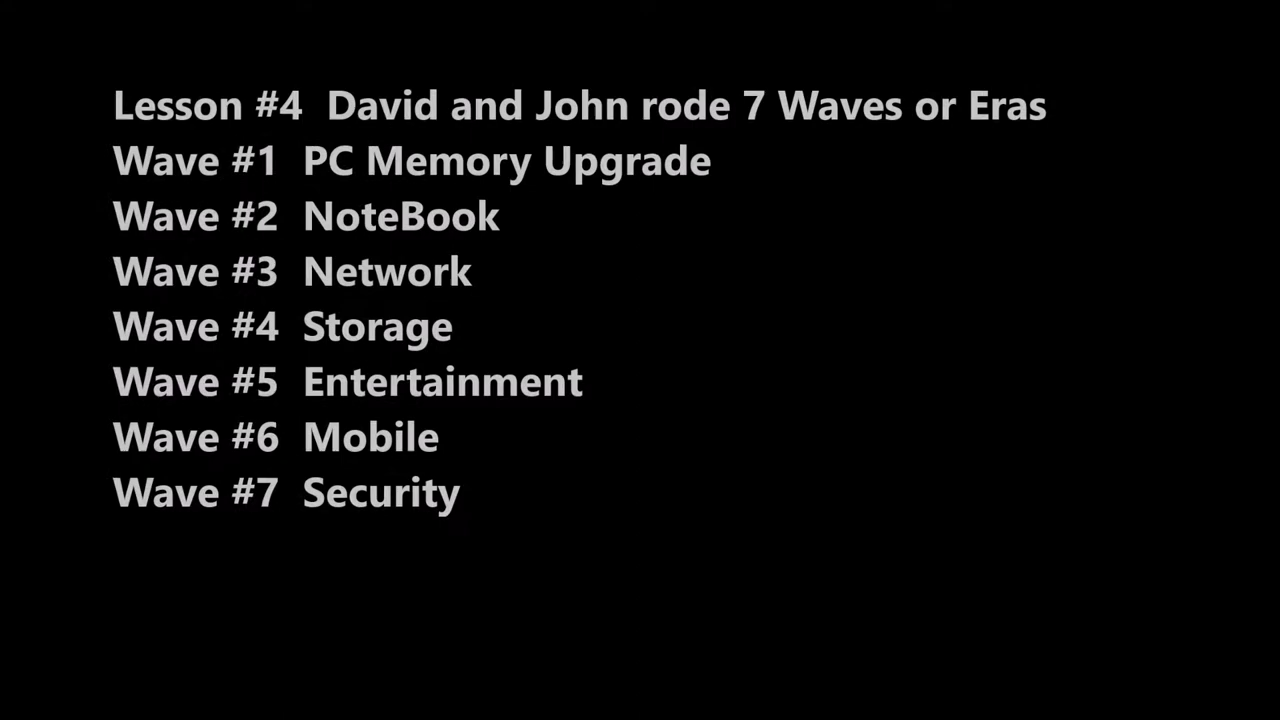 Lesson #4  David and John rode 7 Waves or Eras
Wave #1  PC Memory Upgrade
Wave #2  NoteBook
Wave #3  Network
Wave #4  Storage
Wave #5  Entertainment
Wave #6  Mobile
Wave #7  Security